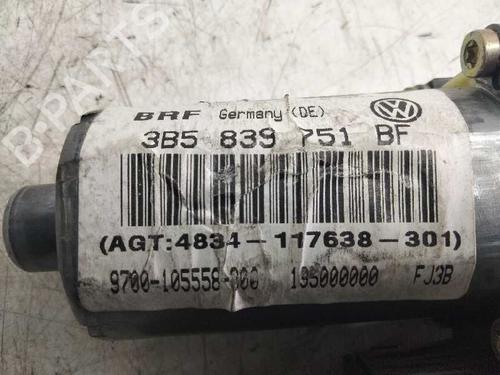 BRF Germany (DE)
3B5 839 751 BF
(AGT:4834-117638-301)
9700-105558-000 195000000 FJ3B
B-PARTS